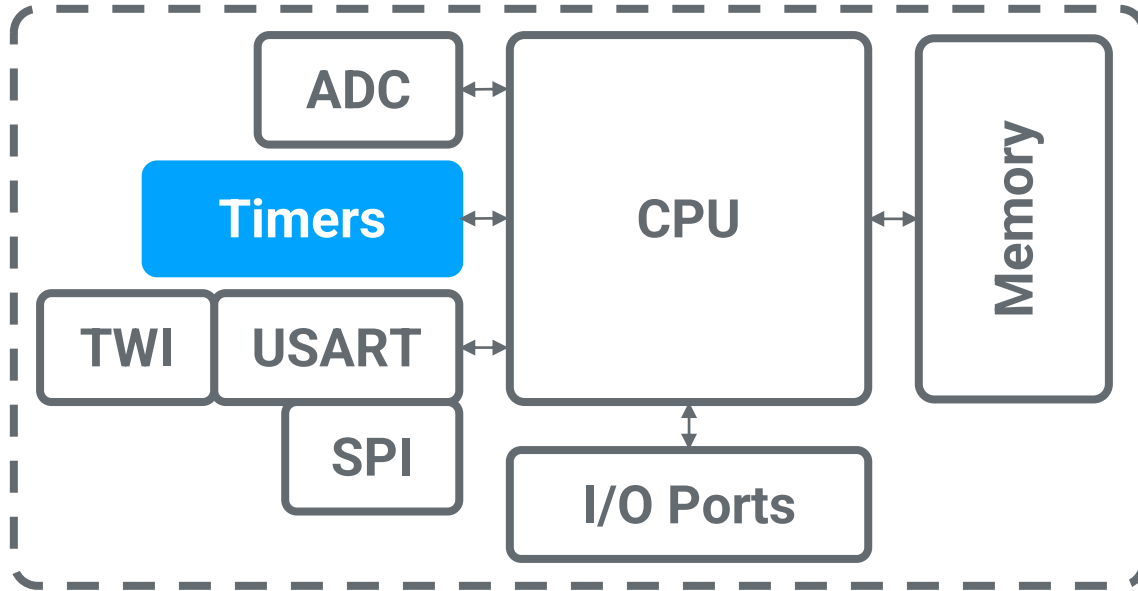 ADC
Timers
TWI
USART
SPI
CPU
I/O Ports
Memory